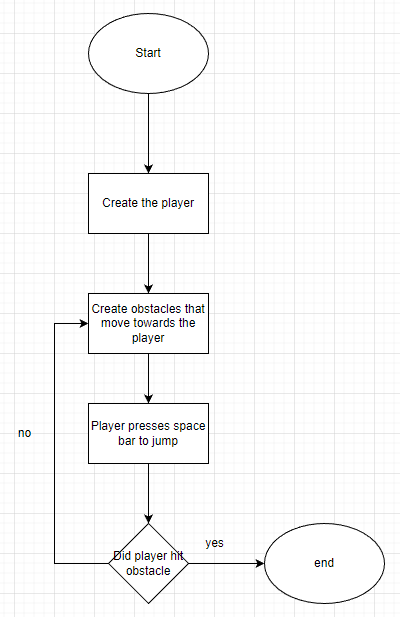 Start
Create the player
Create obstacles that
move towards the
player
no
Player presses space
bar to jump
Did player hit
obstacle
yes
end